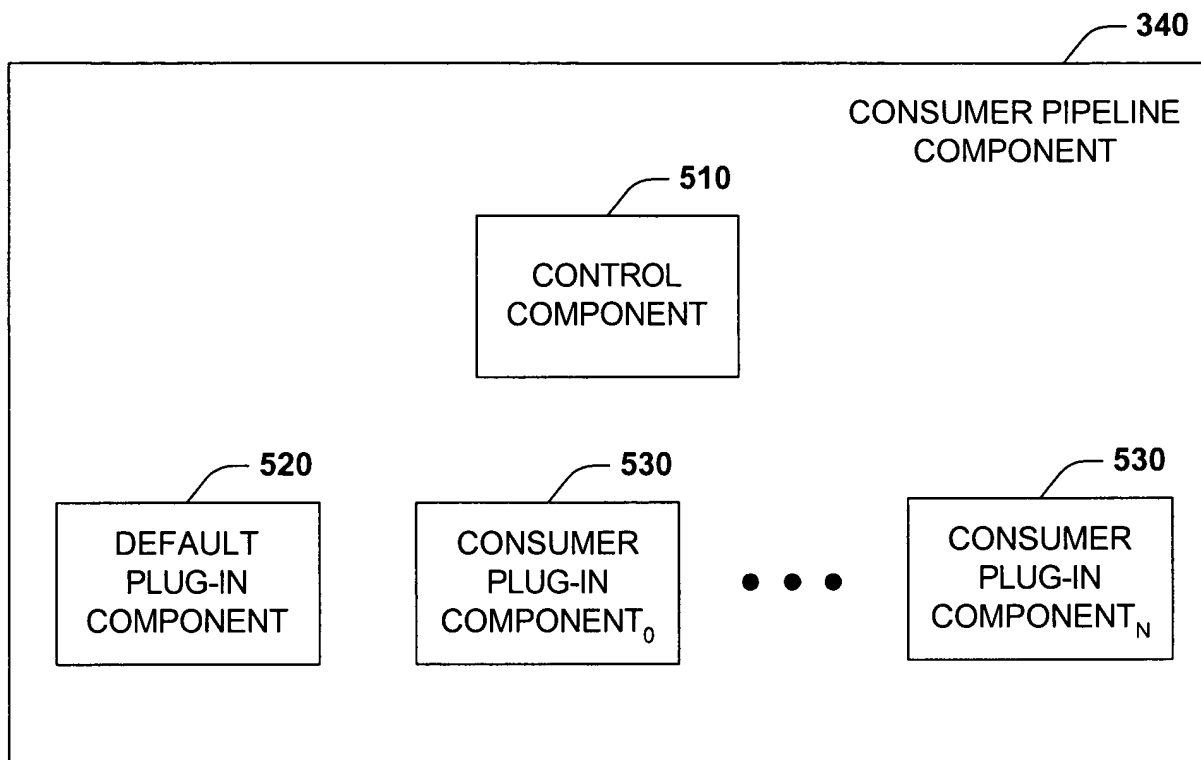 340
CONSUMER PIPELINE
COMPONENT
510
CONTROL
COMPONENT
520
DEFAULT
PLUG-IN
COMPONENT
530
CONSUMER
PLUG-IN
COMPONENT₀
530
CONSUMER
PLUG-IN
COMPONENT_N